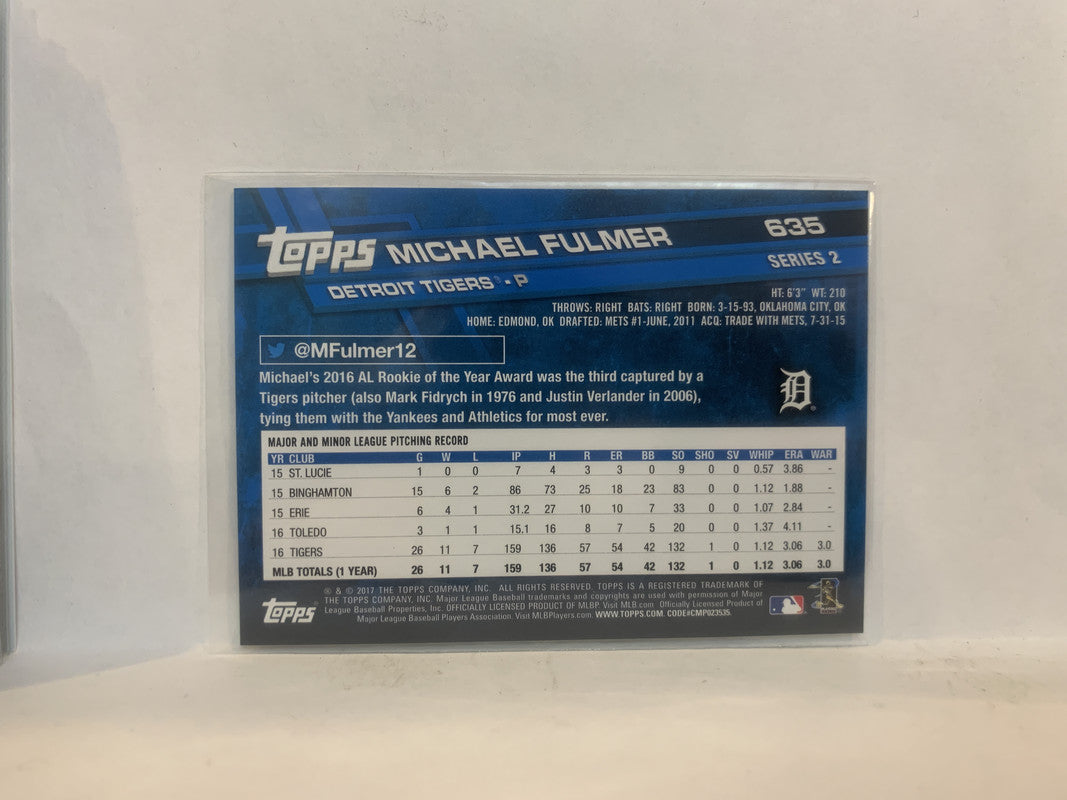 TOPPS MICHAEL FULMER 635
DETROIT TIGERS® - P SERIES 2
HT: 6'3" WT: 210
THROWS: RIGHT BATS: RIGHT BORN: 3-15-93, OKLAHOMA CITY, OK
HOME: EDMOND, OK DRAFTED: METS #1-JUNE, 2011 ACQ: TRADE WITH METS, 7-31-15
@MFulmer12
Michael's 2016 AL Rookie of the Year Award was the third captured by a
Tigers pitcher (also Mark Fidrych in 1976 and Justin Verlander in 2006),
tying them with the Yankees and Athletics for most ever.
D
MAJOR AND MINOR LEAGUE PITCHING RECORD
YR CLUB G W L IP H R ER BB SO SHO SV WHIP ERA WAR
15 ST. LUCIE 1 0 0 7 4 3 3 0 9 0 0 0.57 3.86 -
15 BINGHAMTON 15 6 2 86 73 25 18 23 83 0 0 1.12 1.88 -
15 ERIE 6 4 1 31.2 27 10 10 7 33 0 0 1.07 2.84 -
16 TOLEDO 3 1 1 15.1 16 8 7 5 20 0 0 1.37 4.11 -
16 TIGERS 26 11 7 159 136 57 54 42 132 1 0 1.12 3.06 3.0
MLB TOTALS (1 YEAR) 26 11 7 159 136 57 54 42 132 1 0 1.12 3.06 3.0
TOPPS
® & © 2017 THE TOPPS COMPANY, INC. ALL RIGHTS RESERVED. TOPPS IS A REGISTERED TRADEMARK OF
THE TOPPS COMPANY, INC. Major League Baseball trademarks and copyrights are used with permission of Major
League Baseball Properties, Inc. OFFICIALLY LICENSED PRODUCT OF MLBP. Visit MLB.com Officially Licensed Product of
Major League Baseball Players Association. Visit MLBPlayers.com WWW.TOPPS.COM. CODE#CMP023535.